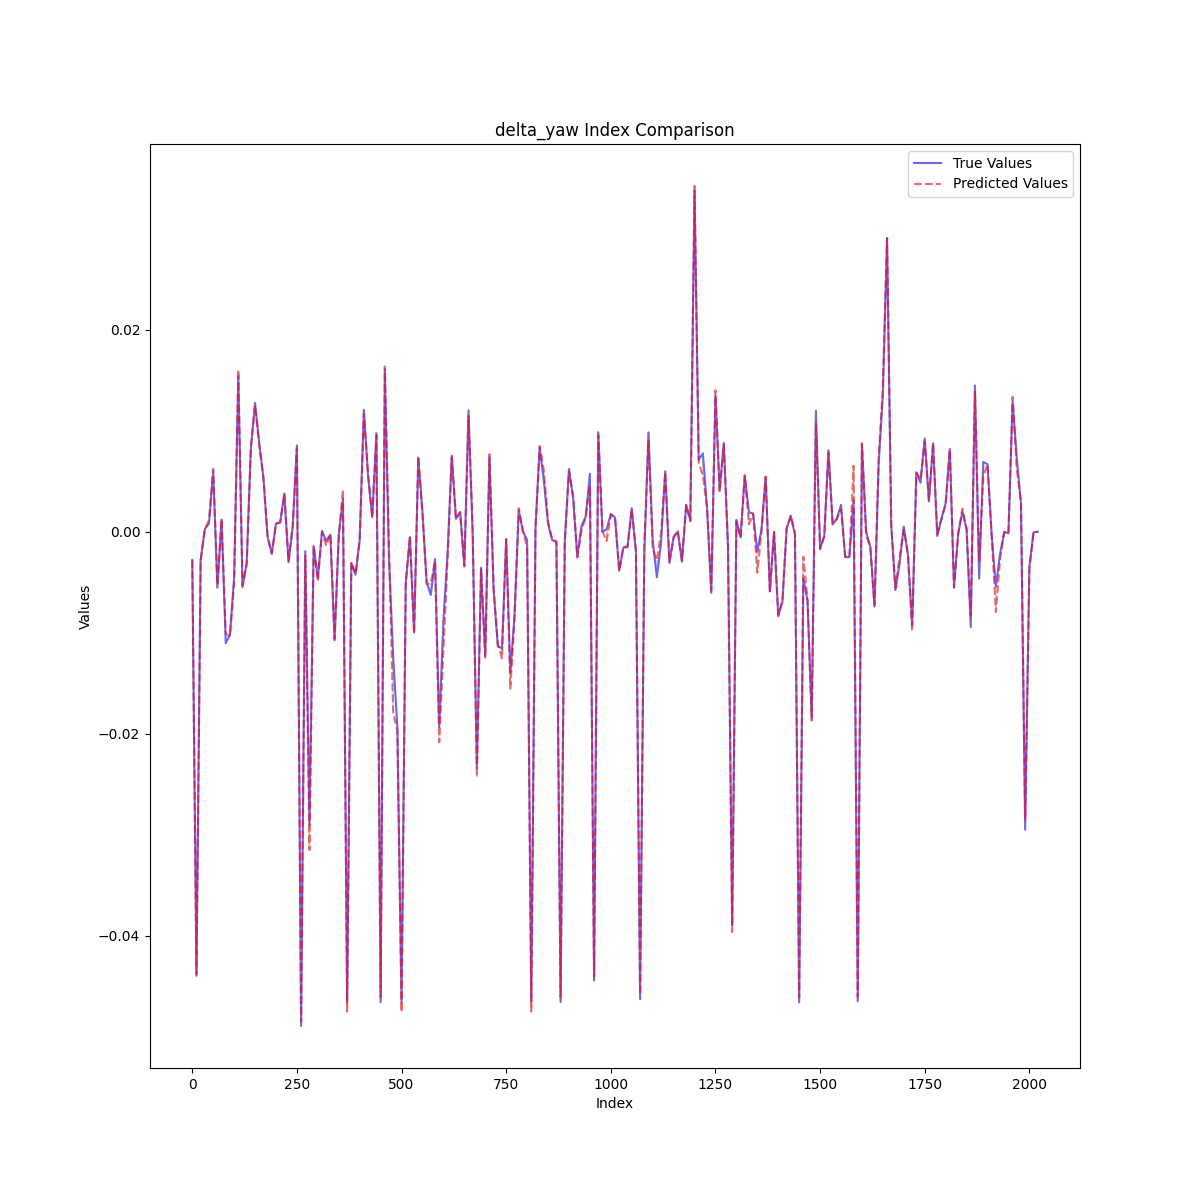 delta_yaw Index Comparison
True Values
Predicted Values
0.02
0.00
−0.02
−0.04
Values
0 250 500 750 1000 1250 1500 1750 2000
Index